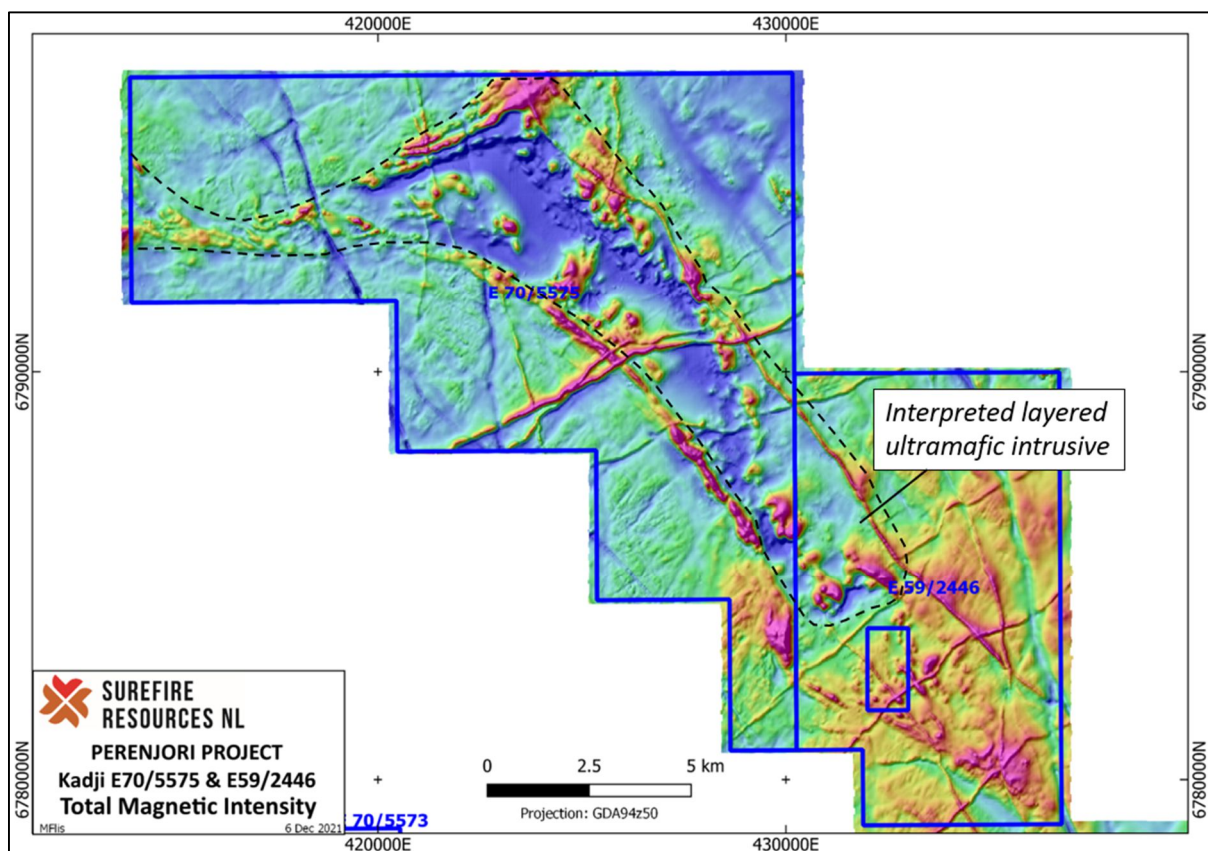 420000E
430000E
6790000N
6790000N
E 70/5575
Interpreted layered
ultramafic intrusive
E 59/2446
SUREFIRE
RESOURCES NL
PERENJORI PROJECT
Kadji E70/5575 & E59/2446
Total Magnetic Intensity
MFlis
6 Dec 2021
70/5573
0
2.5
5 km
Projection: GDA94z50
6780000N
6780000N
420000E
430000E